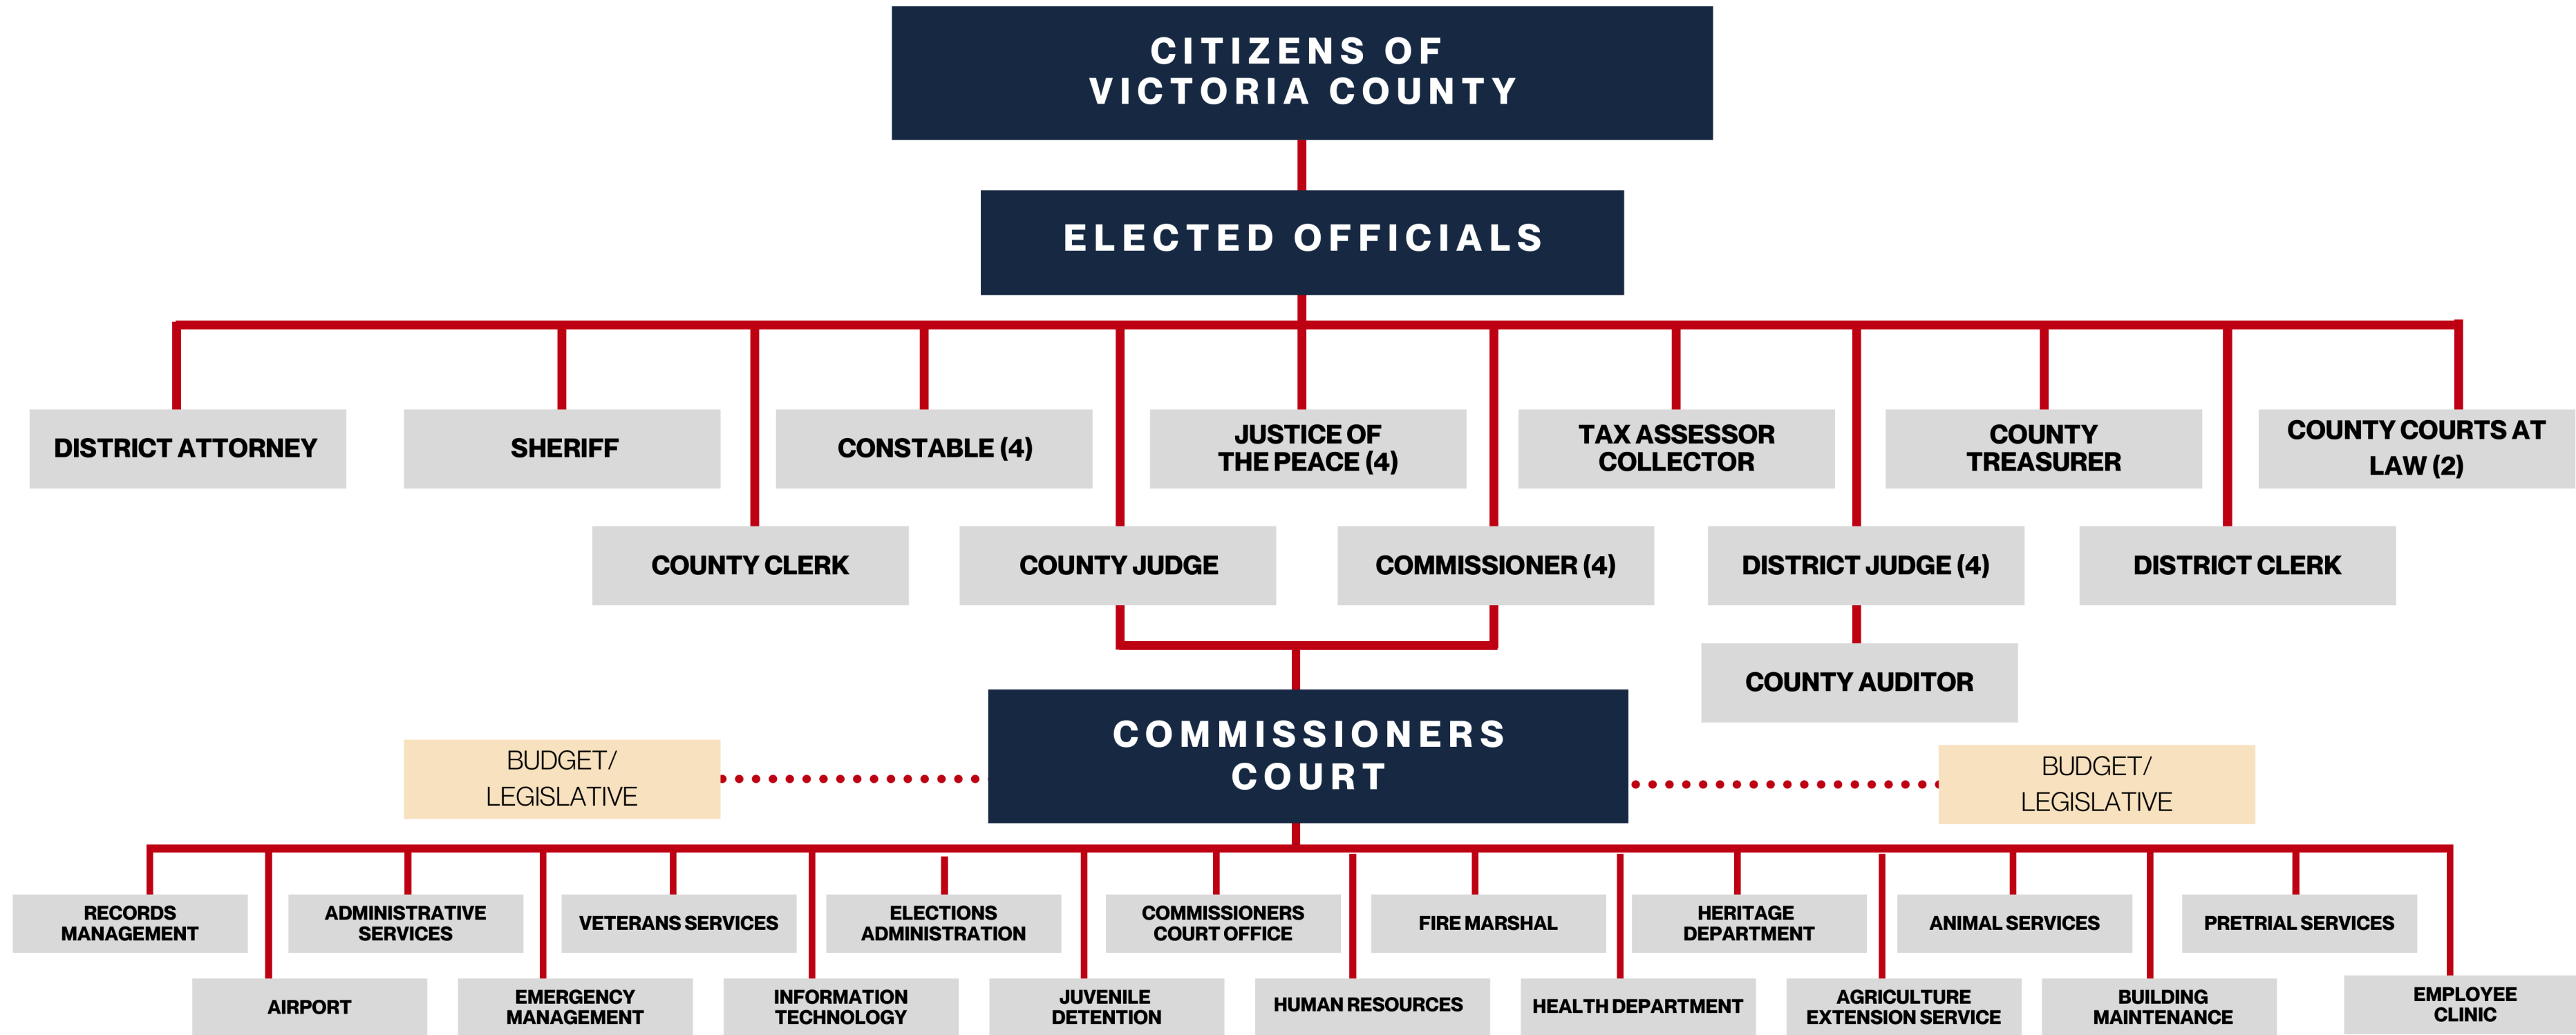 CITIZENS OF
VICTORIA COUNTY
ELECTED OFFICIALS
DISTRICT ATTORNEY
SHERIFF
CONSTABLE (4)
JUSTICE OF
THE PEACE (4)
TAX ASSESSOR
COLLECTOR
COUNTY
TREASURER
COUNTY COURTS AT
LAW (2)
COUNTY CLERK
COUNTY JUDGE
COMMISSIONER (4)
DISTRICT JUDGE (4)
DISTRICT CLERK
COUNTY AUDITOR
COMMISSIONERS
COURT
BUDGET/
LEGISLATIVE
BUDGET/
LEGISLATIVE
RECORDS
MANAGEMENT
ADMINISTRATIVE
SERVICES
VETERANS SERVICES
ELECTIONS
ADMINISTRATION
COMMISSIONERS
COURT OFFICE
FIRE MARSHAL
HERITAGE
DEPARTMENT
ANIMAL SERVICES
PRETRIAL SERVICES
AIRPORT
EMERGENCY
MANAGEMENT
INFORMATION
TECHNOLOGY
JUVENILE
DETENTION
HUMAN RESOURCES
HEALTH DEPARTMENT
AGRICULTURE
EXTENSION SERVICE
BUILDING
MAINTENANCE
EMPLOYEE
CLINIC